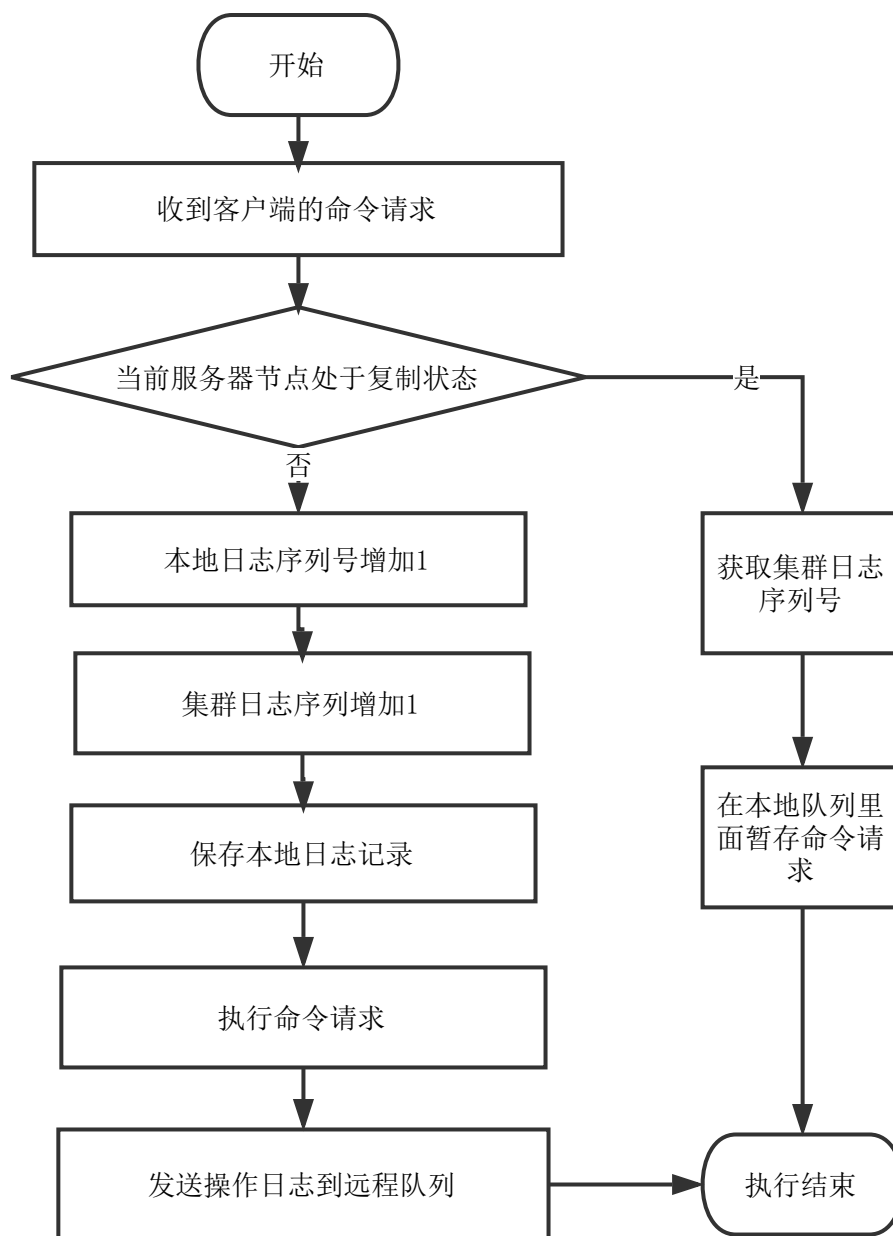 开始
收到客户端的命令请求
当前服务器节点处于复制状态
是
否
本地日志序列号增加1
获取集群日志
序列号
集群日志序列增加1
在本地队列里
面暂存命令请
求
保存本地日志记录
执行命令请求
发送操作日志到远程队列
执行结束